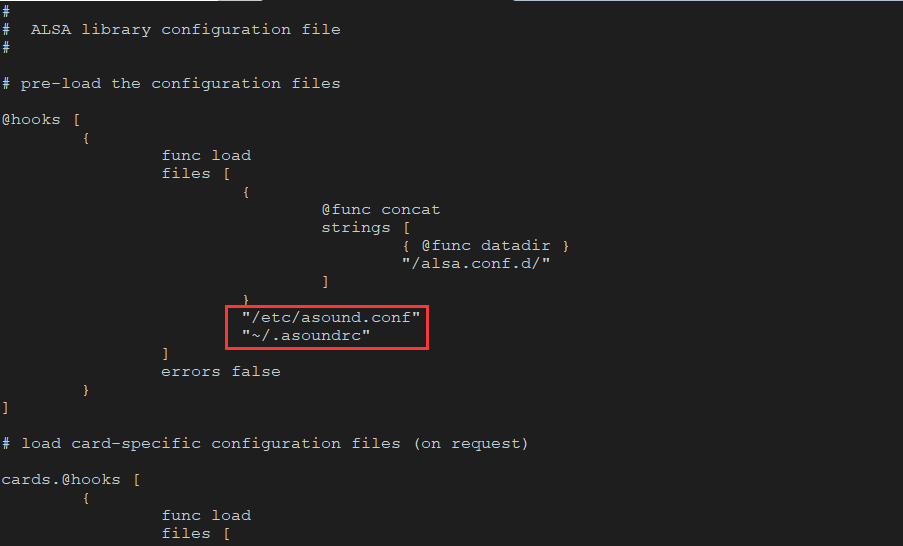 #
#  ALSA library configuration file
#
# pre-load the configuration files
@hooks [
        {
                func load
                files [
                        {
                                @func concat
                                strings [
                                        { @func datadir }
                                        "/alsa.conf.d/"
                                ]
                        }
                        "/etc/asound.conf"
                        "~/.asoundrc"
                ]
                errors false
        }
]
# load card-specific configuration files (on request)
cards.@hooks [
        {
                func load
                files [